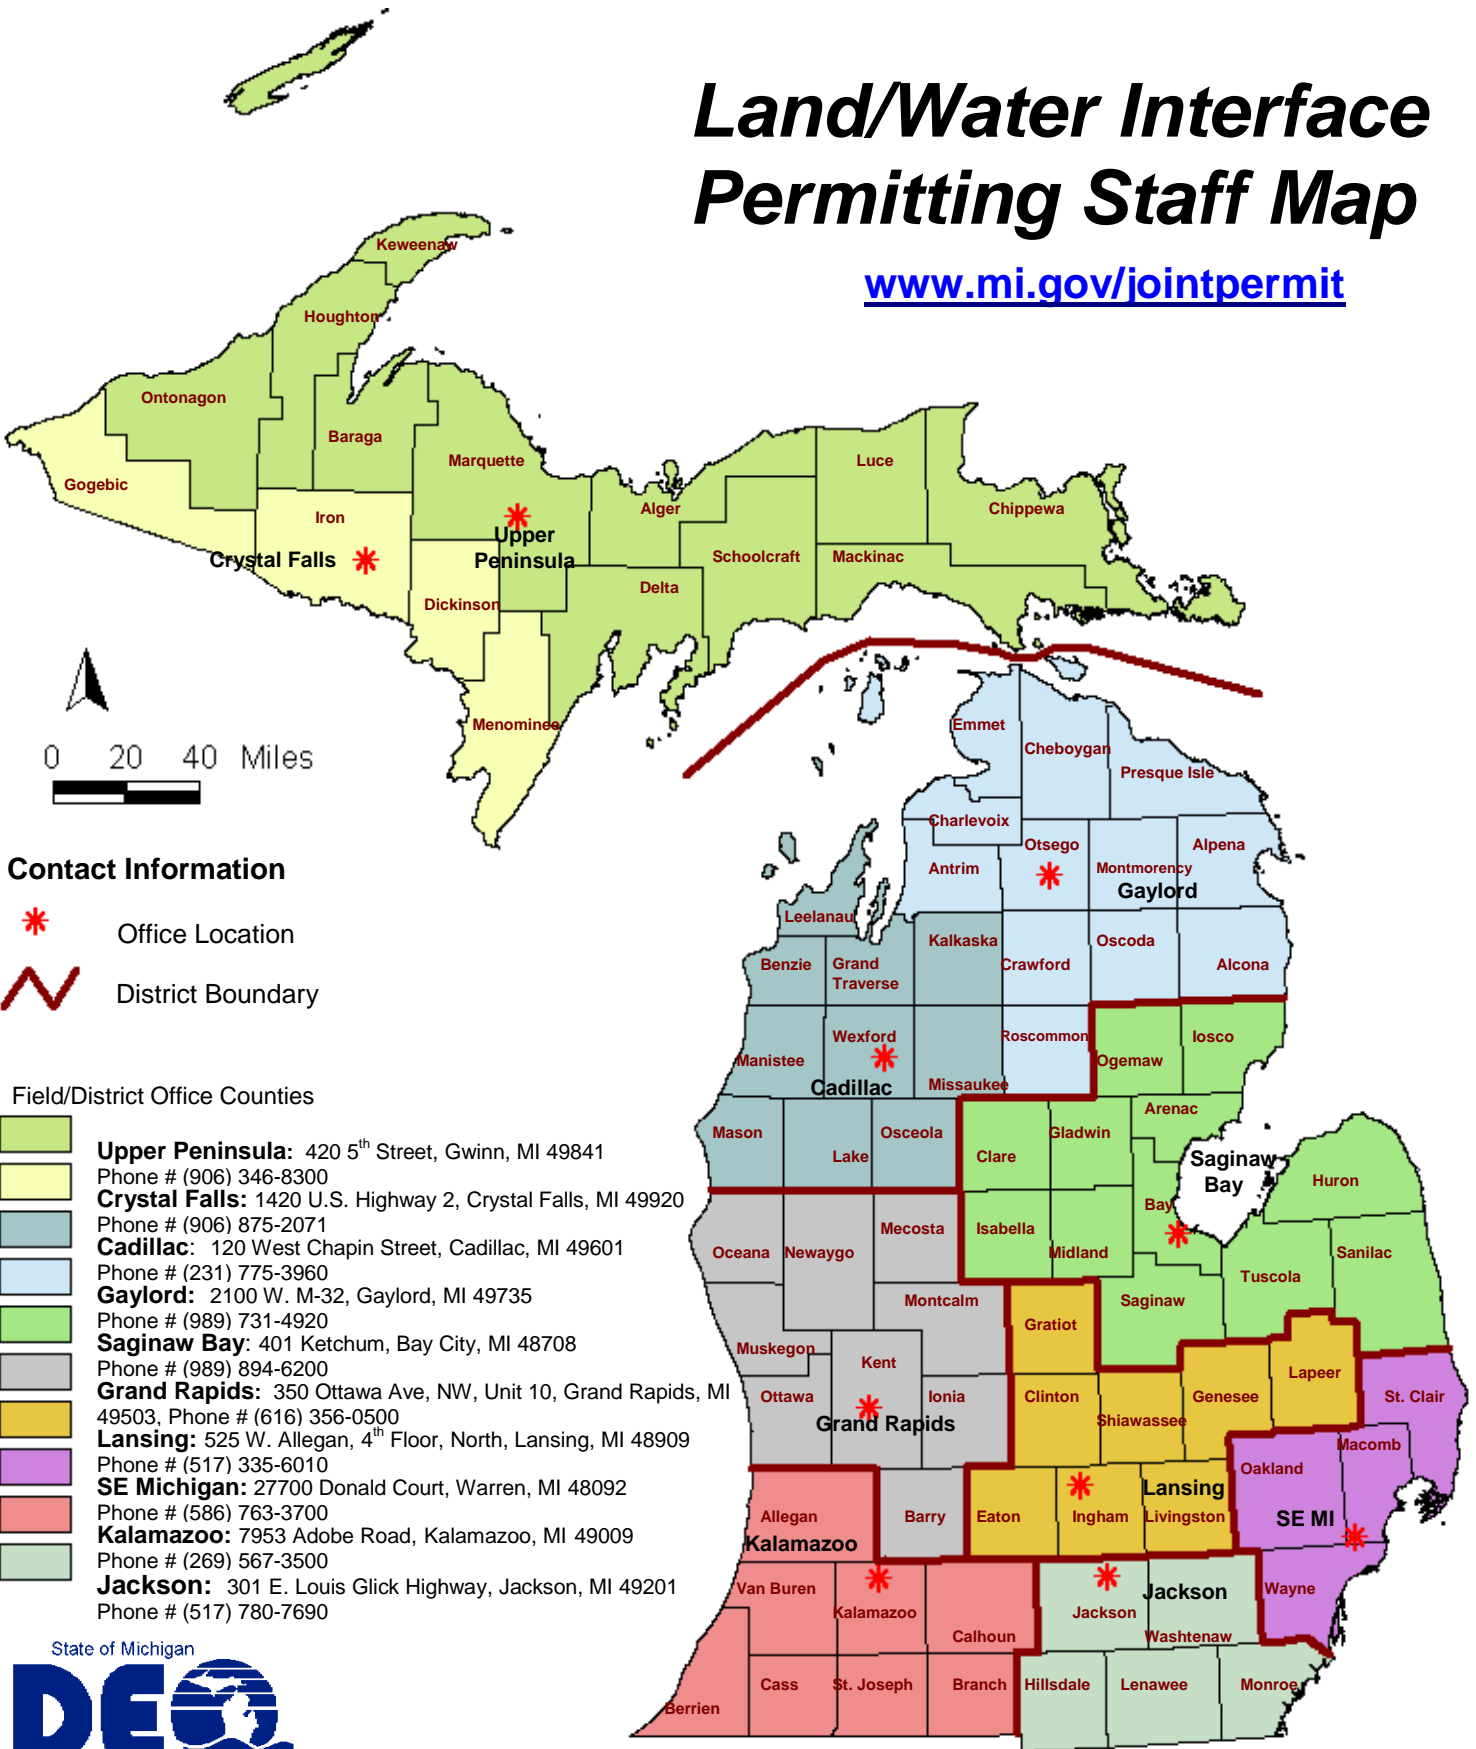 Land/Water Interface
Permitting Staff Map
www.mi.gov/jointpermit
Keweenaw
Houghton
Ontonagon
Baraga
Marquette
Luce
Gogebic
Iron
Alger
Chippewa
Upper
Peninsula
Crystal Falls
Schoolcraft
Mackinac
Delta
Dickinson
Menominee
0 20 40 Miles
Emmet
Cheboygan
Presque Isle
Charlevoix
Otsego
Alpena
Antrim
Montmorency
Gaylord
Leelanau
Kalkaska
Oscoda
Benzie
Grand
Traverse
Crawford
Alcona
Wexford
Roscommon
Iosco
Manistee
Ogemaw
Cadillac
Missaukee
Arenac
Mason
Osceola
Gladwin
Lake
Clare
Saginaw
Bay
Huron
Bay
Mecosta
Isabella
Oceana
Newaygo
Midland
Sanilac
Tuscola
Montcalm
Saginaw
Gratiot
Muskegon
Kent
Lapeer
Ottawa
Ionia
Clinton
Genesee
St. Clair
Grand Rapids
Shiawassee
Macomb
Oakland
Lansing
Allegan
Barry
Eaton
Ingham
Livingston
SE MI
Kalamazoo
Van Buren
Jackson
Wayne
Kalamazoo
Jackson
Calhoun
Washtenaw
Cass
St. Joseph
Branch
Hillsdale
Lenawee
Monroe
Berrien
Contact Information
Office Location
District Boundary
Field/District Office Counties
Upper Peninsula: 420 5th Street, Gwinn, MI 49841
Phone # (906) 346-8300
Crystal Falls: 1420 U.S. Highway 2, Crystal Falls, MI 49920
Phone # (906) 875-2071
Cadillac: 120 West Chapin Street, Cadillac, MI 49601
Phone # (231) 775-3960
Gaylord: 2100 W. M-32, Gaylord, MI 49735
Phone # (989) 731-4920
Saginaw Bay: 401 Ketchum, Bay City, MI 48708
Phone # (989) 894-6200
Grand Rapids: 350 Ottawa Ave, NW, Unit 10, Grand Rapids, MI
49503, Phone # (616) 356-0500
Lansing: 525 W. Allegan, 4th Floor, North, Lansing, MI 48909
Phone # (517) 335-6010
SE Michigan: 27700 Donald Court, Warren, MI 48092
Phone # (586) 763-3700
Kalamazoo: 7953 Adobe Road, Kalamazoo, MI 49009
Phone # (269) 567-3500
Jackson: 301 E. Louis Glick Highway, Jackson, MI 49201
Phone # (517) 780-7690
State of Michigan
DEQ